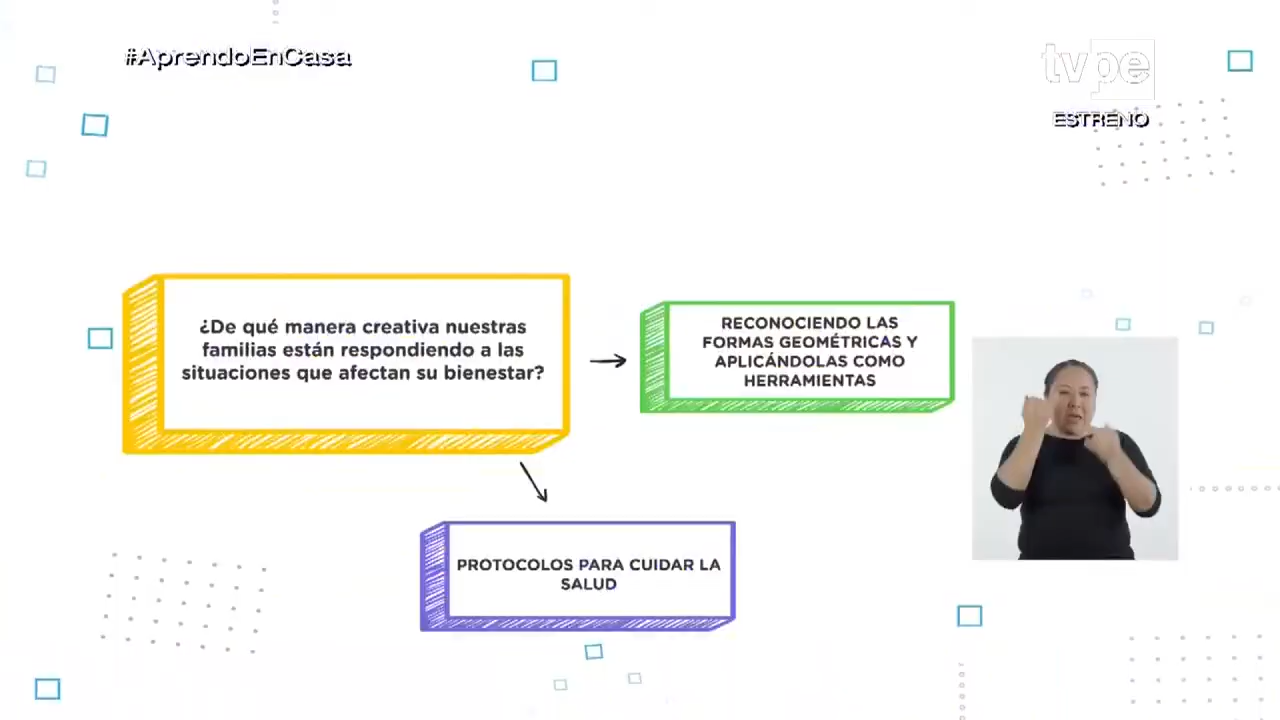 #AprendoEnCasa
tvpe
ESTRENO
¿De qué manera creativa nuestras
familias están respondiendo a las
situaciones que afectan su bienestar?
RECONOCIENDO LAS
FORMAS GEOMÉTRICAS Y
APLICÁNDOLAS COMO
HERRAMIENTAS
PROTOCOLOS PARA CUIDAR LA
SALUD